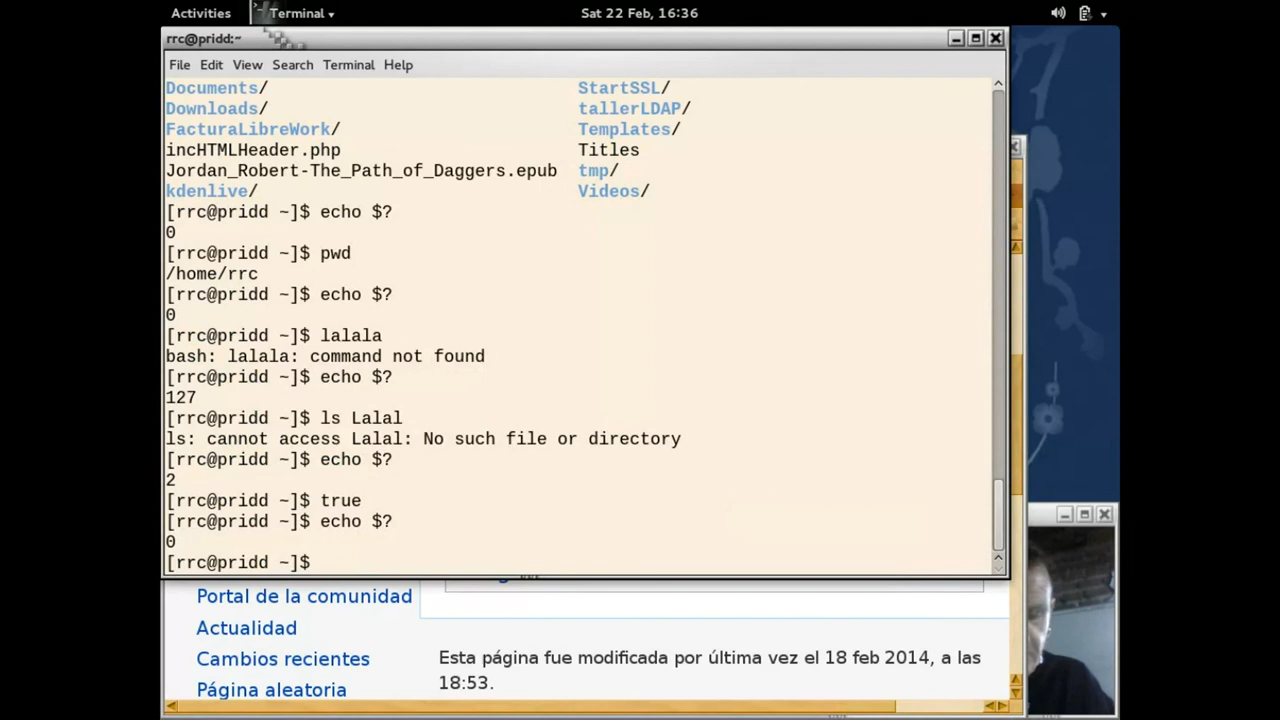 Activities Terminal Sat 22 Feb, 16:36
rrc@pridd:~
File Edit View Search Terminal Help
Documents/ StartSSL/
Downloads/ tallerLDAP/
FacturaLibreWork/ Templates/
incHTMLHeader.php Titles
Jordan_Robert-The_Path_of_Daggers.epub tmp/
kdenlive/ Videos/
[rrc@pridd ~]$ echo $?
0
[rrc@pridd ~]$ pwd
/home/rrc
[rrc@pridd ~]$ echo $?
0
[rrc@pridd ~]$ lalala
bash: lalala: command not found
[rrc@pridd ~]$ echo $?
127
[rrc@pridd ~]$ ls Lalal
ls: cannot access Lalal: No such file or directory
[rrc@pridd ~]$ echo $?
2
[rrc@pridd ~]$ true
[rrc@pridd ~]$ echo $?
0
[rrc@pridd ~]$
Portal de la comunidad
Actualidad
Cambios recientes
Página aleatoria
Esta página fue modificada por última vez el 18 feb 2014, a las
18:53.